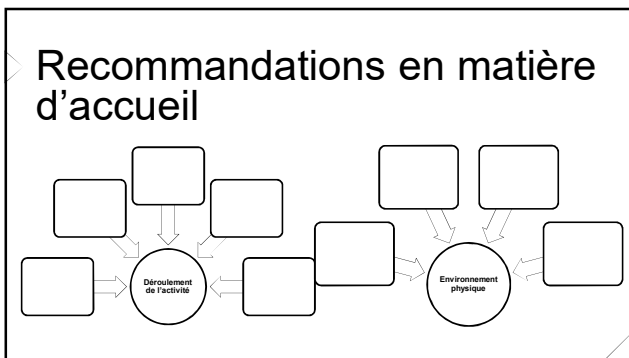 Recommandations en matière
d’accueil
Déroulement
de l’activité
Environnement
physique